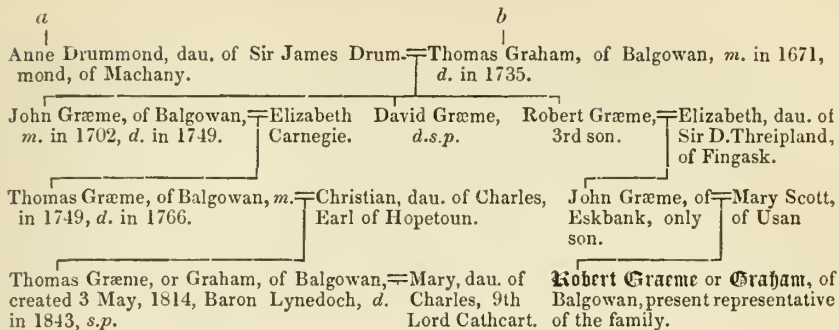 a b
Anne Drummond, dau. of Sir James Drum- Thomas Graham, of Balgowan, m. in 1671,
mond, of Machany. d. in 1735.
John Græme, of Balgowan, Elizabeth David Græme, Robert Græme, Elizabeth, dau. of
m. in 1702, d. in 1749. Carnegie. d.s.p. 3rd son. Sir D. Threipland,
of Fingask.
Thomas Græme, of Balgowan, m. Christian, dau. of Charles, John Græme, of Mary Scott,
in 1749, d. in 1766. Earl of Hopetoun. Eskbank, only of Usan
son.
Thomas Græme, or Graham, of Balgowan, Mary, dau. of Robert Graeme or Graham, of
created 3 May, 1814, Baron Lynedoch, d. Charles, 9th Balgowan, present representative
in 1843, s.p. Lord Cathcart. of the family.